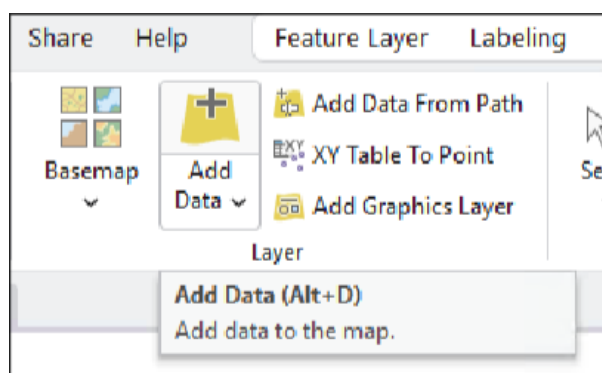 Share Help Feature Layer Labeling
Basemap
Add
Data
Add Data From Path
XY Table To Point
Add Graphics Layer
Layer
Add Data (Alt+D)
Add data to the map.